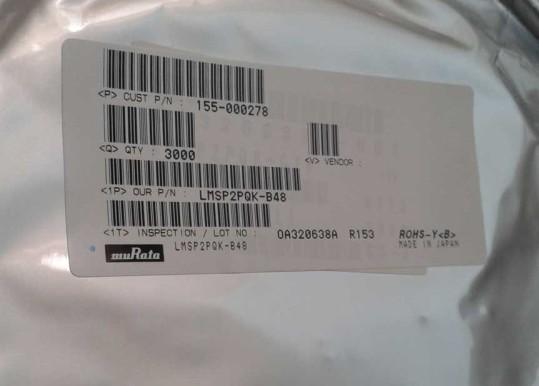 <P> CUST P/N : 155-000278
<Q> QTY : 3000
<V> VENDOR :
<1P> OUR P/N : LMSP2PQK-B48
<1T> INSPECTION / LOT NO : 0A320638A R153 ROHS-Y<B>
muRata LMSP2PQK-B48 MADE IN JAPAN